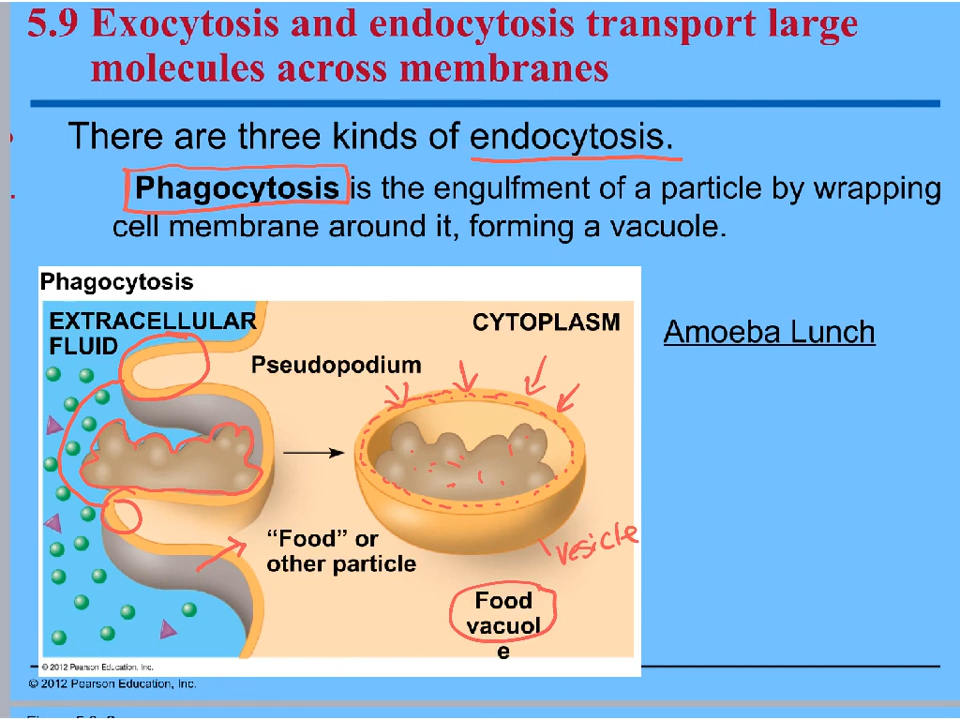 5.9 Exocytosis and endocytosis transport large
molecules across membranes
There are three kinds of endocytosis.
Phagocytosis is the engulfment of a particle by wrapping
cell membrane around it, forming a vacuole.
Phagocytosis
EXTRACELLULAR
FLUID
CYTOPLASM
Pseudopodium
Amoeba Lunch
“Food” or
other particle
vesicle
Food
vacuol
e
© 2012 Pearson Education, Inc.
© 2012 Pearson Education, Inc.